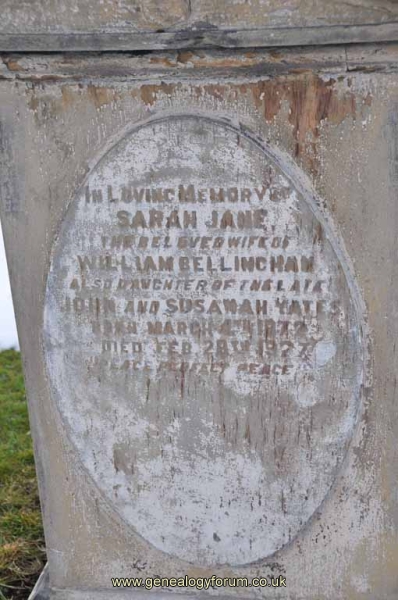 IN LOVING MEMORY OF
SARAH JANE
THE BELOVED WIFE OF
WILLIAM BELLINGHAM
ALSO DAUGHTER OF THE LATE
JOHN AND SUSANAH YATES
BORN MARCH 4TH 1872
DIED FEB 28TH 1927
PEACE PERFECT PEACE
www.genealogyforum.co.uk